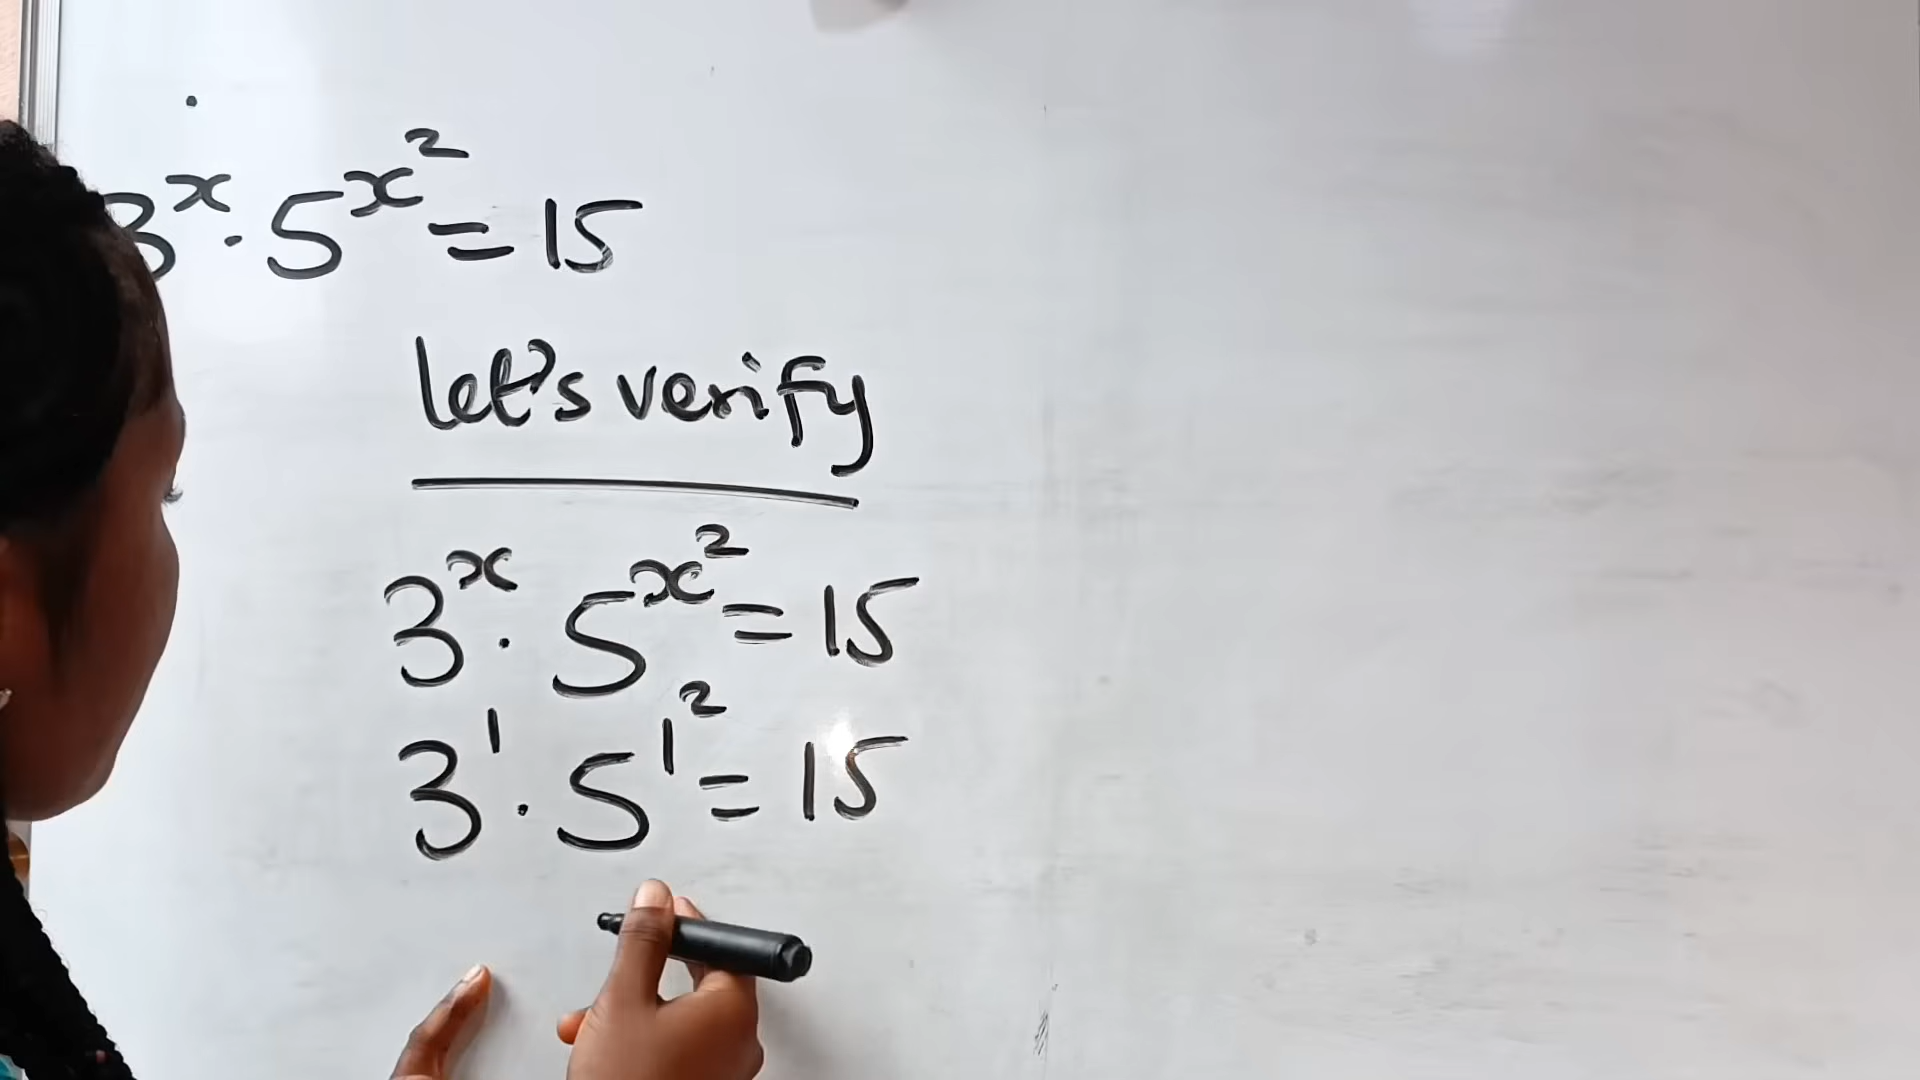 3^x · 5^x^2 = 15
let's verify
3^x · 5^x^2 = 15
3^1 · 5^1^2 = 15